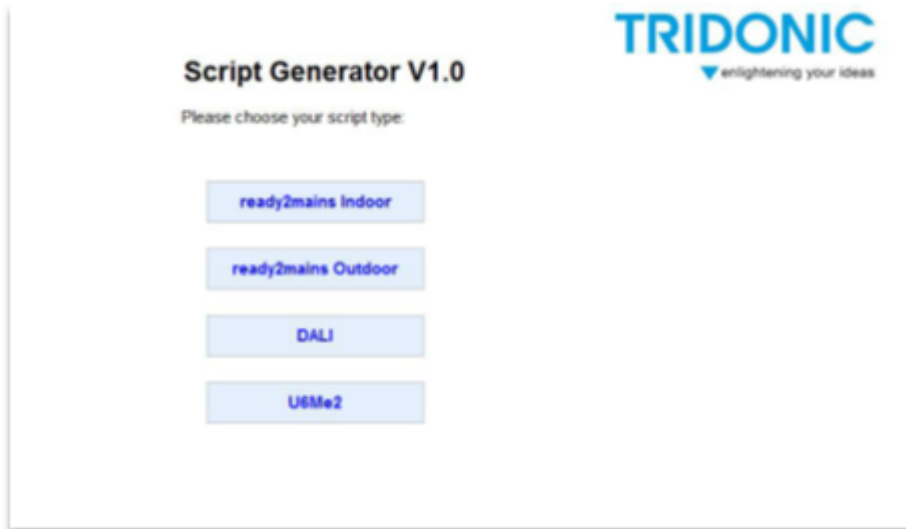 TRIDONIC
enlightening your ideas
Script Generator V1.0
Please choose your script type:
ready2mains Indoor
ready2mains Outdoor
DALI
U6Me2